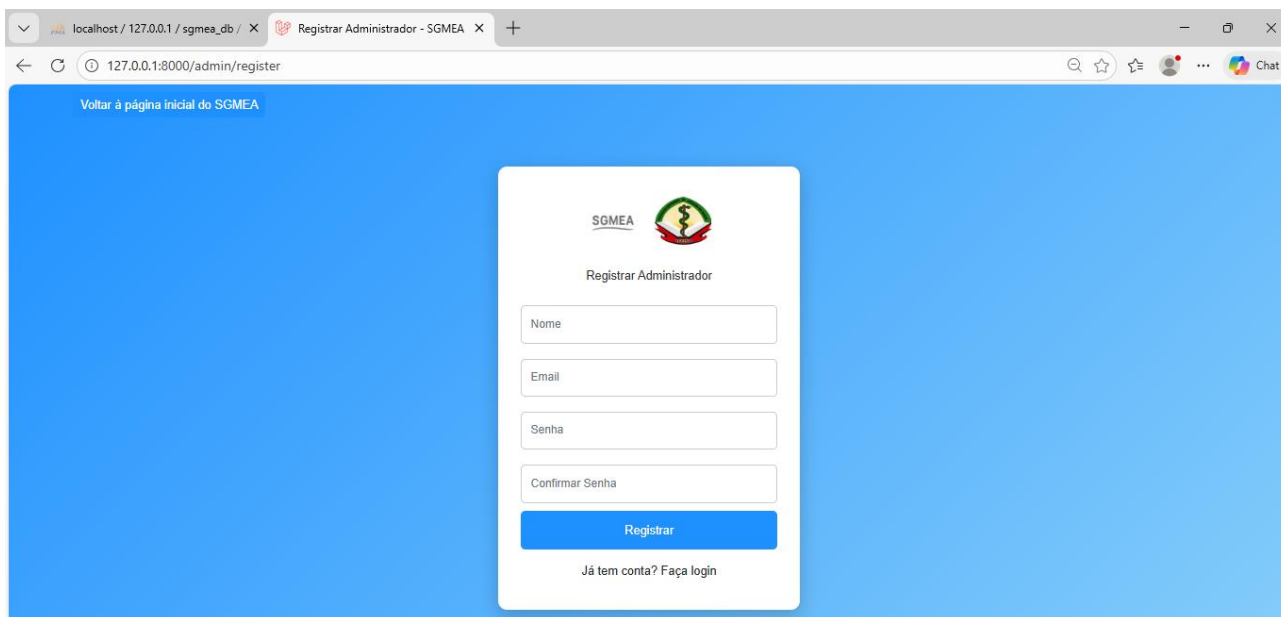 localhost / 127.0.0.1 / sgmea_db /
Registrar Administrador - SGMEA
127.0.0.1:8000/admin/register
Chat
Voltar à página inicial do SGMEA
SGMEA
Registrar Administrador
Nome
Email
Senha
Confirmar Senha
Registrar
Já tem conta? Faça login